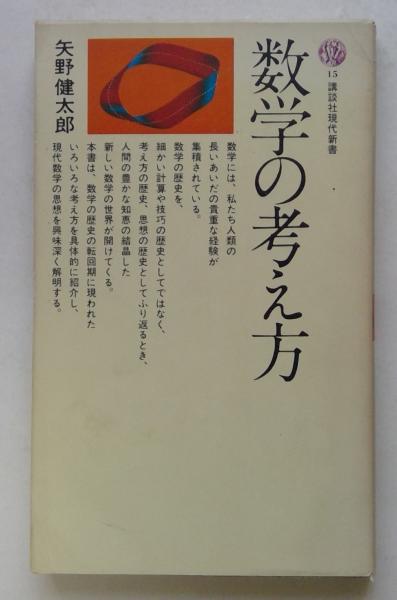 15 講談社現代新書
数学の考え方
矢野健太郎
数学には、私たち人類の
長いあいだの貴重な経験が
集積されている。
数学の歴史を、
細かい計算や技巧の歴史としてではなく、
考え方の歴史、思想の歴史としてふり返るとき、
人間の豊かな知恵の結晶した
新しい数学の世界が開けてくる。
本書は、数学の歴史の転回期に現われた
いろいろな考え方を具体的に紹介し、
現代数学の思想を興味深く解明する。